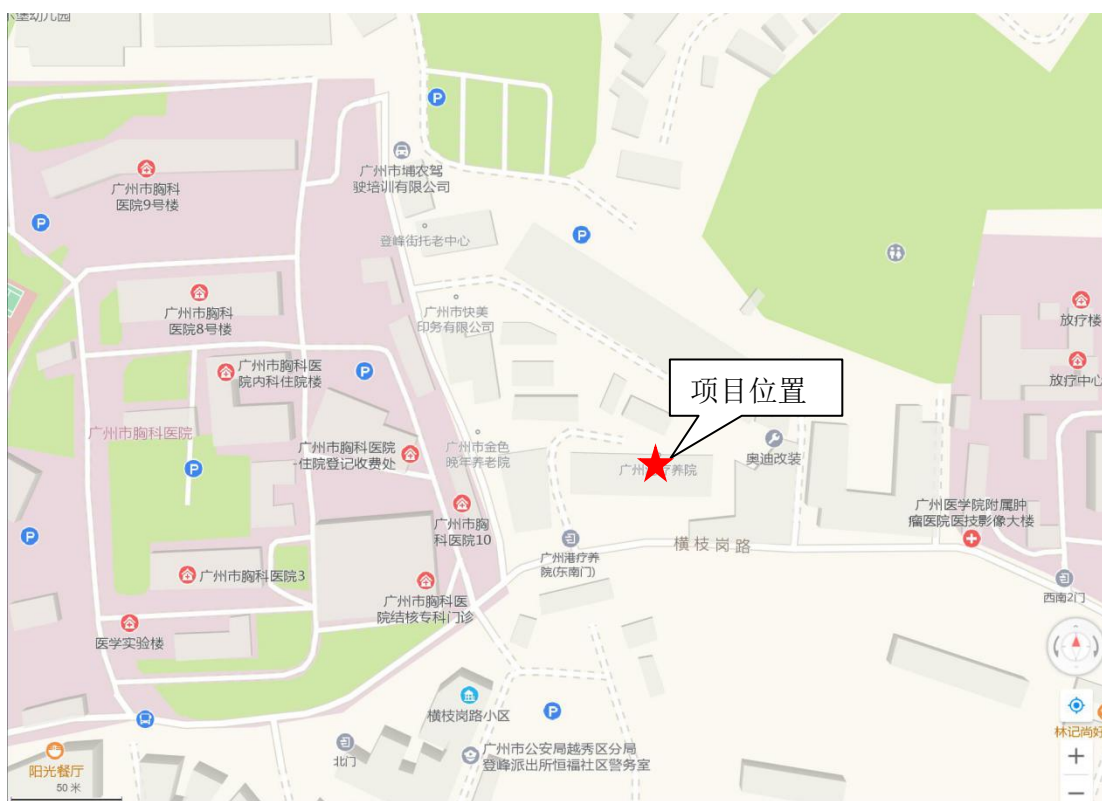 广州市埔农驾
驶培训有限公司
广州市胸科
医院9号楼
登峰街托老中心
广州市快美
印务有限公司
广州市胸科
医院8号楼
放疗楼
广州市胸科医
院内科住院楼
放疗中心
项目位置
广州市胸科医院
广州市胸科医院
-住院登记收费处
广州市金色
晚年养老院
奥迪改装
广州
疗养院
广州医学院附属肿
瘤医院医技影像大楼
广州市胸
科医院10
横枝岗路
广州港疗养
院(东南门)
广州市胸科医院3
西南2门
广州市胸科医
院结核专科门诊
医学实验楼
横枝岗路小区
林记尚好
北门
广州市公安局越秀区分局
登峰派出所恒福社区警务室
阳光餐厅
50 米